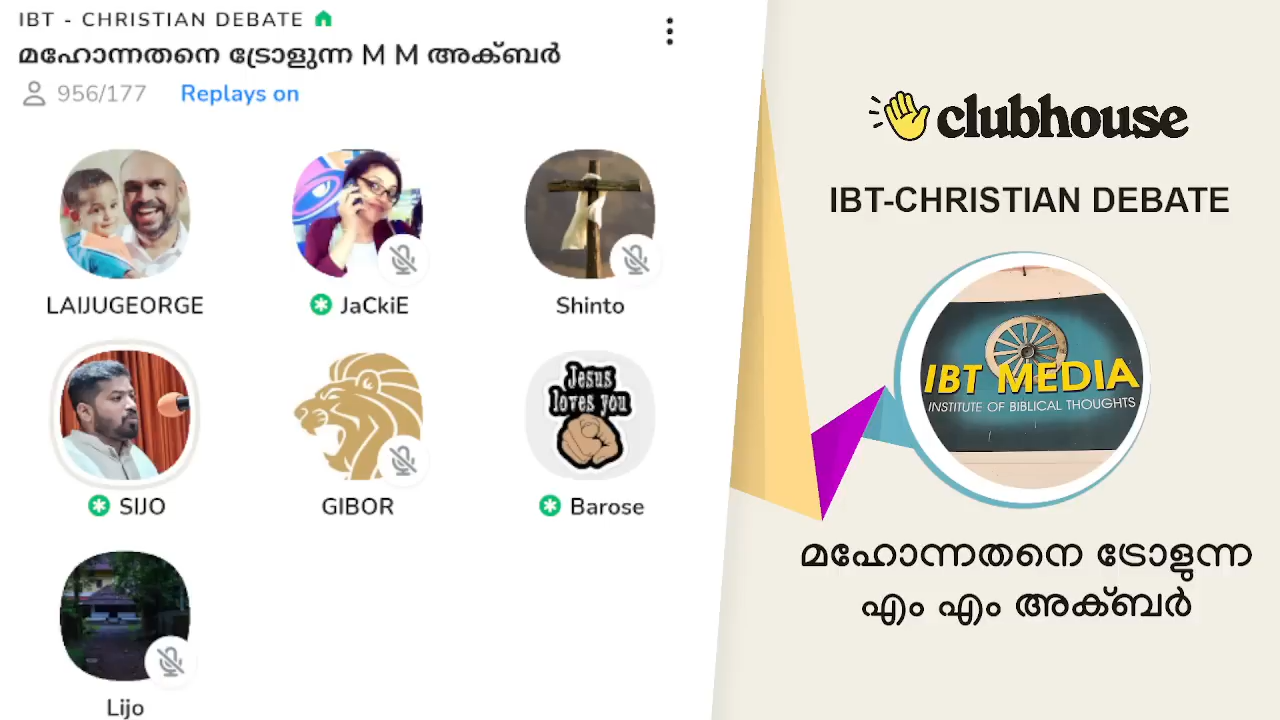 IBT - CHRISTIAN DEBATE
മഹോന്നതനെ ട്രോളുന്ന M M അക്ബർ
956/177 Replays on
LAIJUGEORGE
JaCkiE
Shinto
SIJO
GIBOR
Jesus
loves you
Barose
Lijo
clubhouse
IBT-CHRISTIAN DEBATE
IBT MEDIA
INSTITUTE OF BIBLICAL THOUGHTS
മഹോന്നതനെ ട്രോളുന്ന
എം എം അക്ബർ